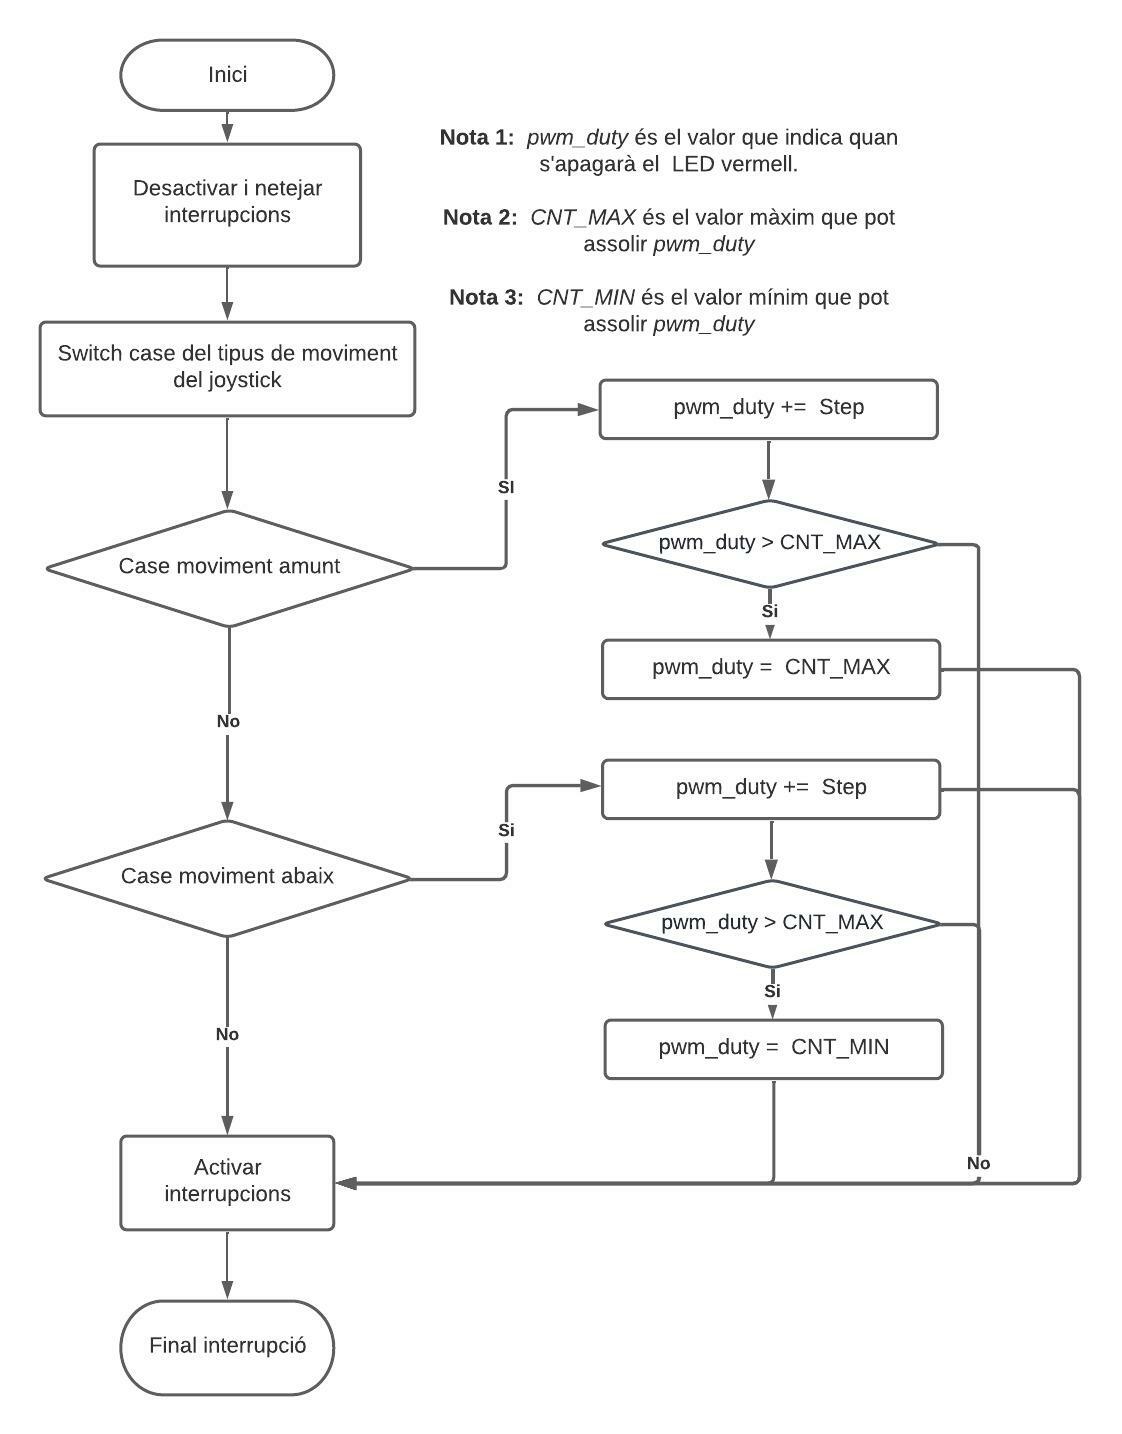 Inici
Desactivar i netejar
interrupcions
Nota 1: pwm_duty és el valor que indica quan
s'apagarà el LED vermell.
Nota 2: CNT_MAX és el valor màxim que pot
assolir pwm_duty
Nota 3: CNT_MIN és el valor mínim que pot
assolir pwm_duty
Switch case del tipus de moviment
del joystick
pwm_duty += Step
SI
Case moviment amunt
pwm_duty > CNT_MAX
Si
pwm_duty = CNT_MAX
No
pwm_duty += Step
Si
Case moviment abaix
pwm_duty > CNT_MAX
Si
pwm_duty = CNT_MIN
No
No
Activar
interrupcions
Final interrupció